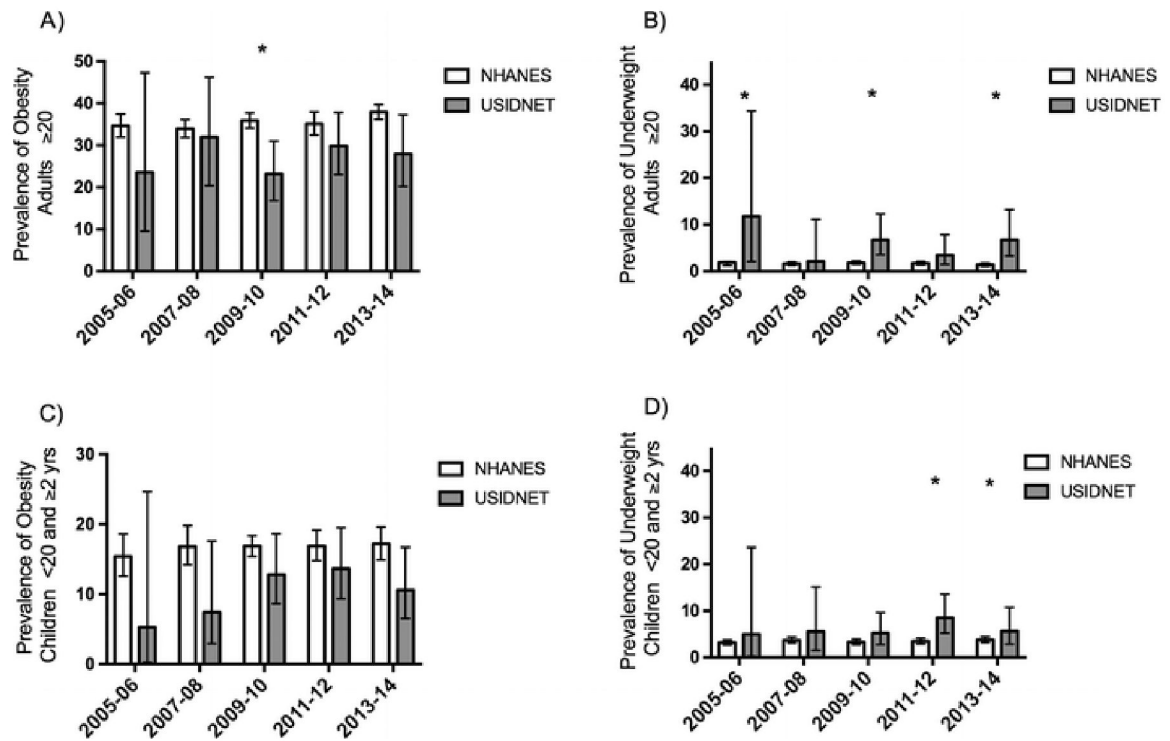 A)
*
50
40
30
20
10
0
Prevalence of Obesity
Adults ≥20
NHANES
USIDNET
2005-06
2007-08
2009-10
2011-12
2013-14
B)
* * *
40
30
20
10
0
Prevalence of Underweight
Adults ≥20
NHANES
USIDNET
2005-06
2007-08
2009-10
2011-12
2013-14
C)
30
20
10
0
Prevalence of Obesity
Children <20 and ≥2 yrs
NHANES
USIDNET
2005-06
2007-08
2009-10
2011-12
2013-14
D)
* *
40
30
20
10
0
Prevalence of Underweight
Children <20 and ≥2 yrs
NHANES
USIDNET
2005-06
2007-08
2009-10
2011-12
2013-14